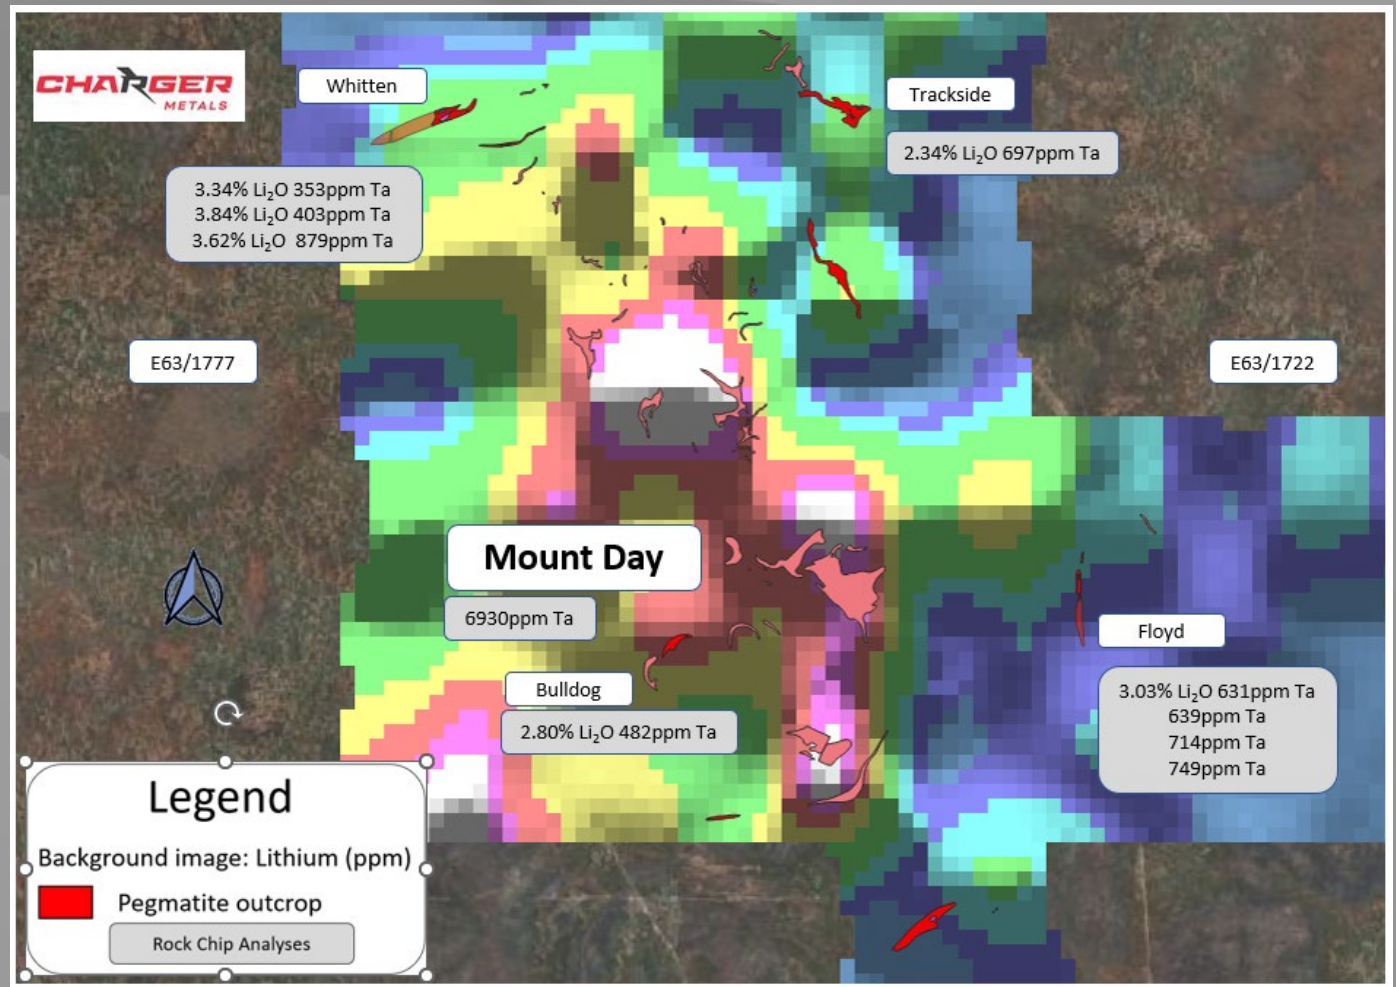 CHARGER
METALS
Whitten
3.34% Li₂O 353ppm Ta
3.84% Li₂O 403ppm Ta
3.62% Li₂O 879ppm Ta
Trackside
2.34% Li₂O 697ppm Ta
E63/1777
E63/1722
Mount Day
6930ppm Ta
Bulldog
2.80% Li₂O 482ppm Ta
Floyd
3.03% Li₂O 631ppm Ta
639ppm Ta
714ppm Ta
749ppm Ta
Legend
Background image: Lithium (ppm)
Pegmatite outcrop
Rock Chip Analyses